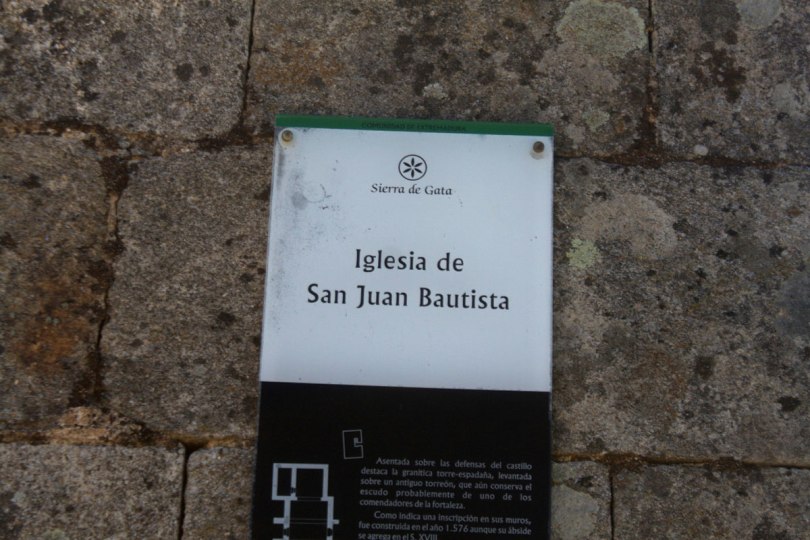 COMUNIDAD DE EXTREMADURA
Sierra de Gata
Iglesia de
San Juan Bautista
Asentada sobre las defensas del castillo
destaca la granítica torre-espadaña, levantada
sobre un antiguo torreón, que aún conserva el
escudo probablemente de uno de los
comendadores de la fortaleza.
Como indica una inscripción en sus muros,
fue construida en el año 1.576 aunque su ábside
se agrega en el S. XVIII